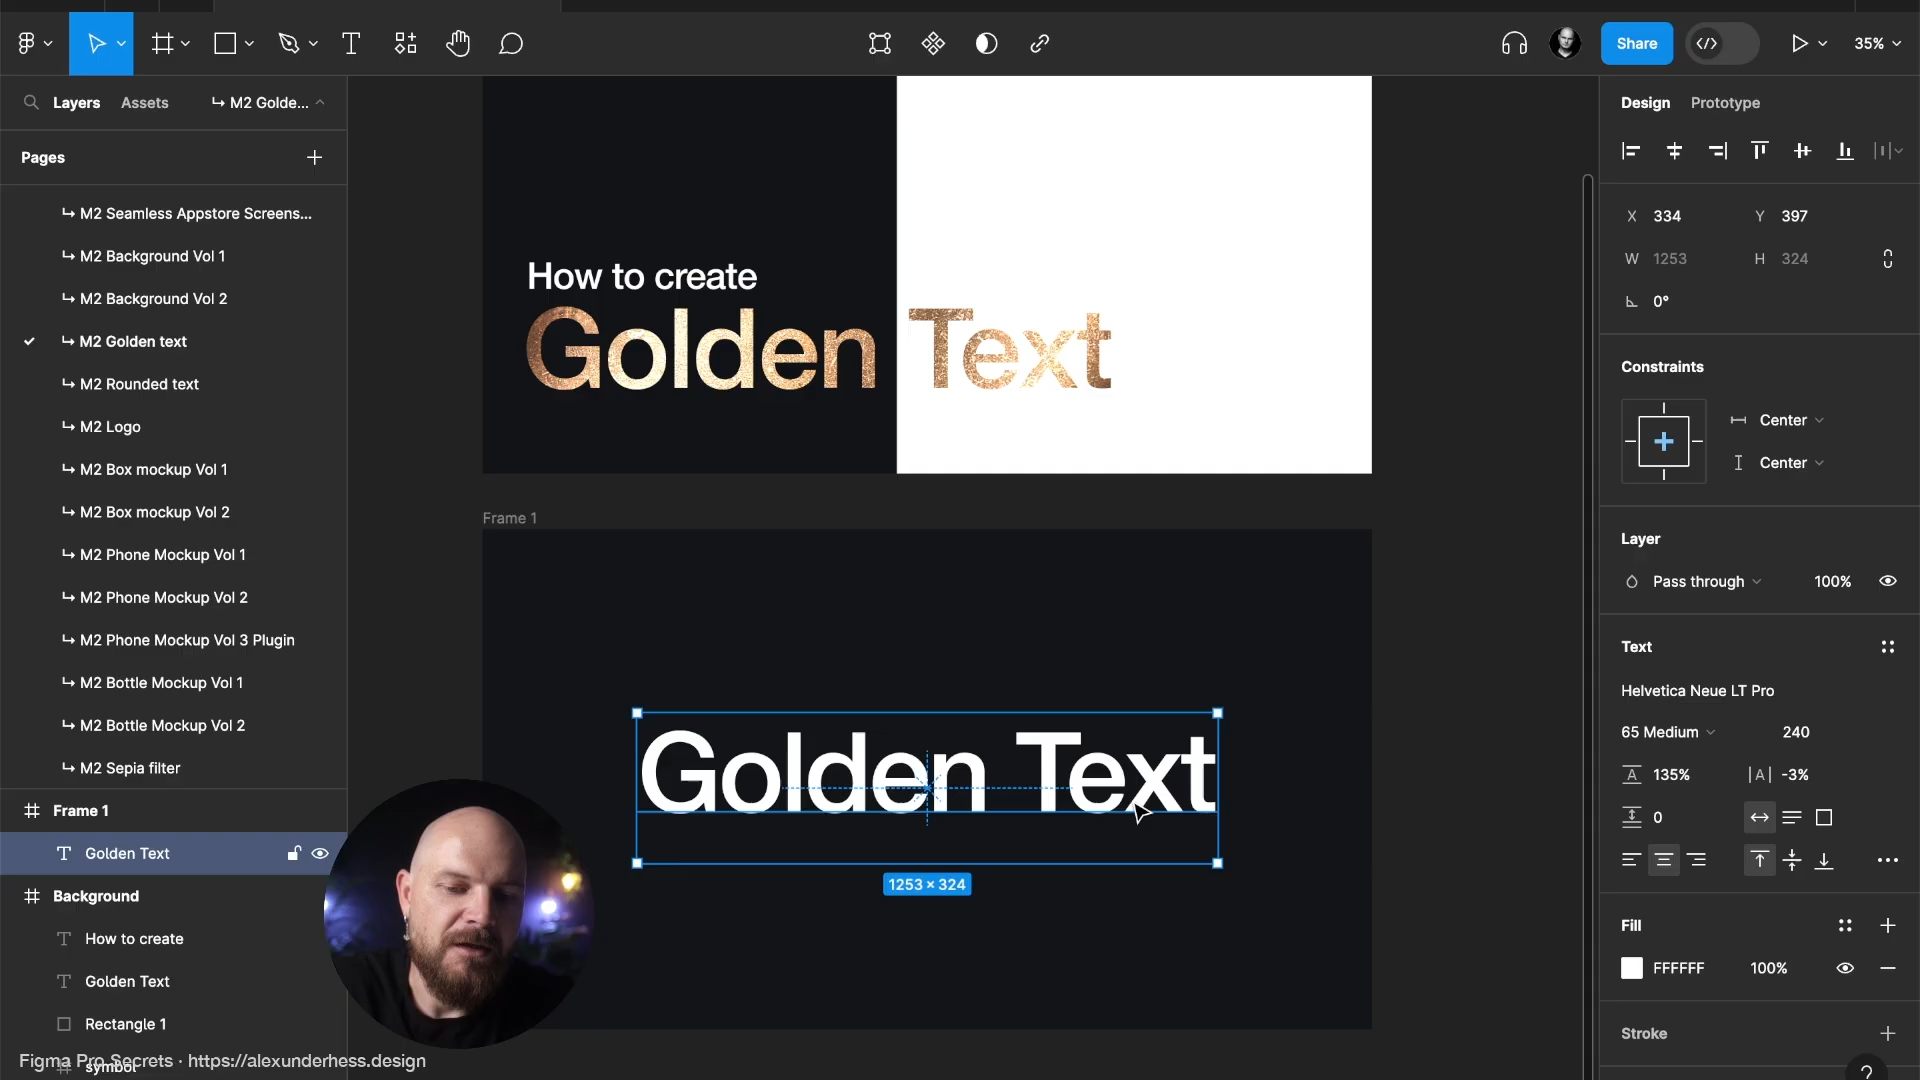 Share
35%
Layers
Assets
↳ M2 Golde...
Pages
↳ M2 Seamless Appstore Screens...
↳ M2 Background Vol 1
↳ M2 Background Vol 2
↳ M2 Golden text
↳ M2 Rounded text
↳ M2 Logo
↳ M2 Box mockup Vol 1
↳ M2 Box mockup Vol 2
↳ M2 Phone Mockup Vol 1
↳ M2 Phone Mockup Vol 2
↳ M2 Phone Mockup Vol 3 Plugin
↳ M2 Bottle Mockup Vol 1
↳ M2 Bottle Mockup Vol 2
↳ M2 Sepia filter
Frame 1
Golden Text
Background
How to create
Golden Text
Rectangle 1
symbol
Figma Pro Secrets · https://alexunderhess.design
How to create
Golden Text
Frame 1
Golden Text
1253 × 324
Design
Prototype
X 334
Y 397
W 1253
H 324
0°
Constraints
Center
Center
Layer
Pass through
100%
Text
Helvetica Neue LT Pro
65 Medium
240
135%
|A| -3%
0
Fill
FFFFFF
100%
Stroke
?